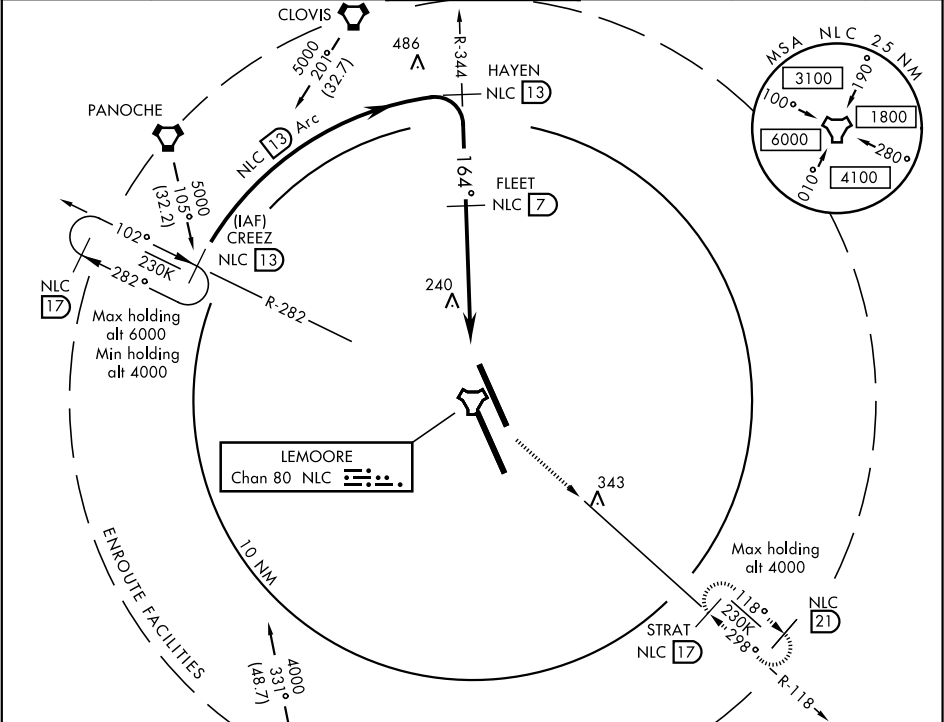 CLOVIS
5000
201°
(32.7)
486
R-344
HAYEN
NLC 13
MSA NLC 25 NM
3100
190°
100°
1800
6000
280°
010°
4100
PANOCHE
5000
105°
(32.2)
NLC 13 Arc
164°
FLEET
NLC 7
(IAF)
CREEZ
NLC 13
102°
230K
282°
NLC
17
R-282
240
Max holding
alt 6000
Min holding
alt 4000
LEMOORE
Chan 80 NLC
343
10 NM
ENROUTE FACILITIES
Max holding
alt 4000
118°
230K
298°
NLC
21
STRAT
NLC 17
R-118
4000
331°
(48.7)